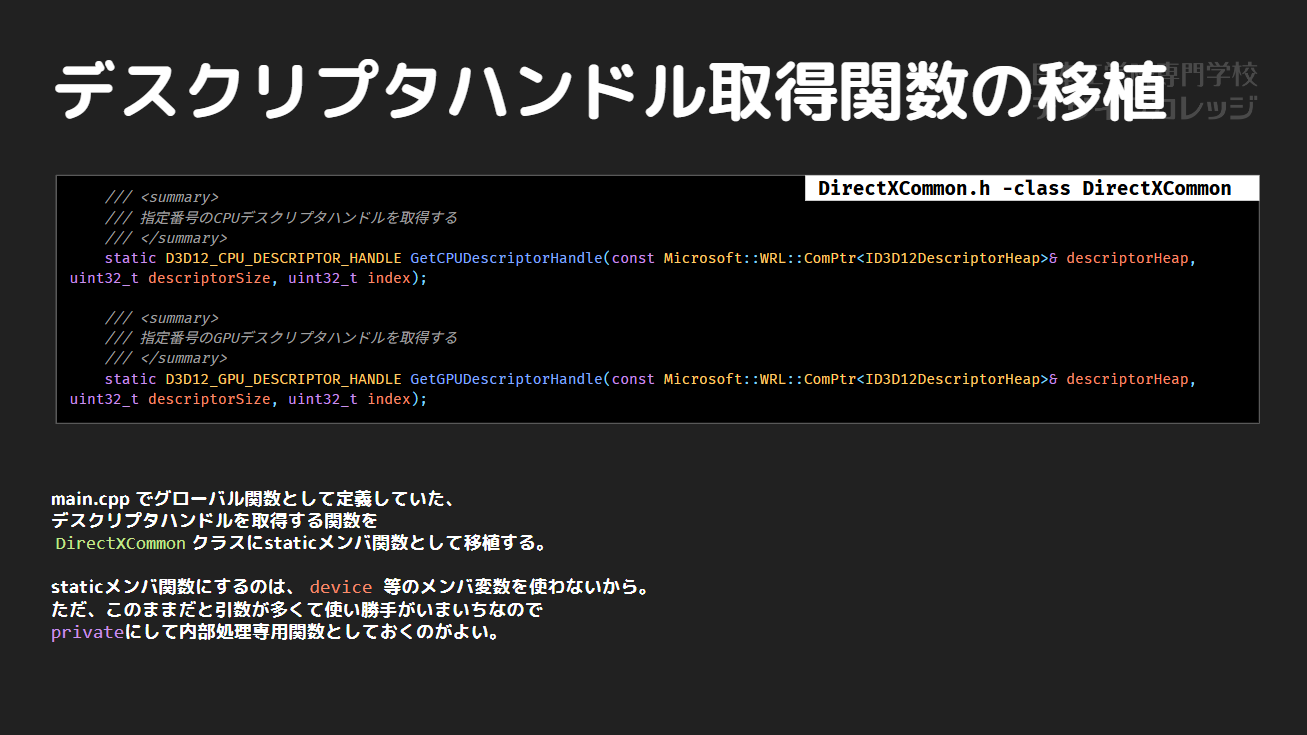 デスクリプタハンドル取得関数の移植
専門学校
レッジ
DirectXCommon.h -class DirectXCommon
/// <summary>
/// 指定番号のCPUデスクリプタハンドルを取得する
/// </summary>
static D3D12_CPU_DESCRIPTOR_HANDLE GetCPUDescriptorHandle(const Microsoft::WRL::ComPtr<ID3D12DescriptorHeap>& descriptorHeap,
uint32_t descriptorSize, uint32_t index);
/// <summary>
/// 指定番号のGPUデスクリプタハンドルを取得する
/// </summary>
static D3D12_GPU_DESCRIPTOR_HANDLE GetGPUDescriptorHandle(const Microsoft::WRL::ComPtr<ID3D12DescriptorHeap>& descriptorHeap,
uint32_t descriptorSize, uint32_t index);
main.cpp でグローバル関数として定義していた、
デスクリプタハンドルを取得する関数を
DirectXCommon クラスにstaticメンバ関数として移植する。
staticメンバ関数にするのは、 device 等のメンバ変数を使わないから。
ただ、このままだと引数が多くて使い勝手がいまいちなので
privateにして内部処理専用関数としておくのがよい。